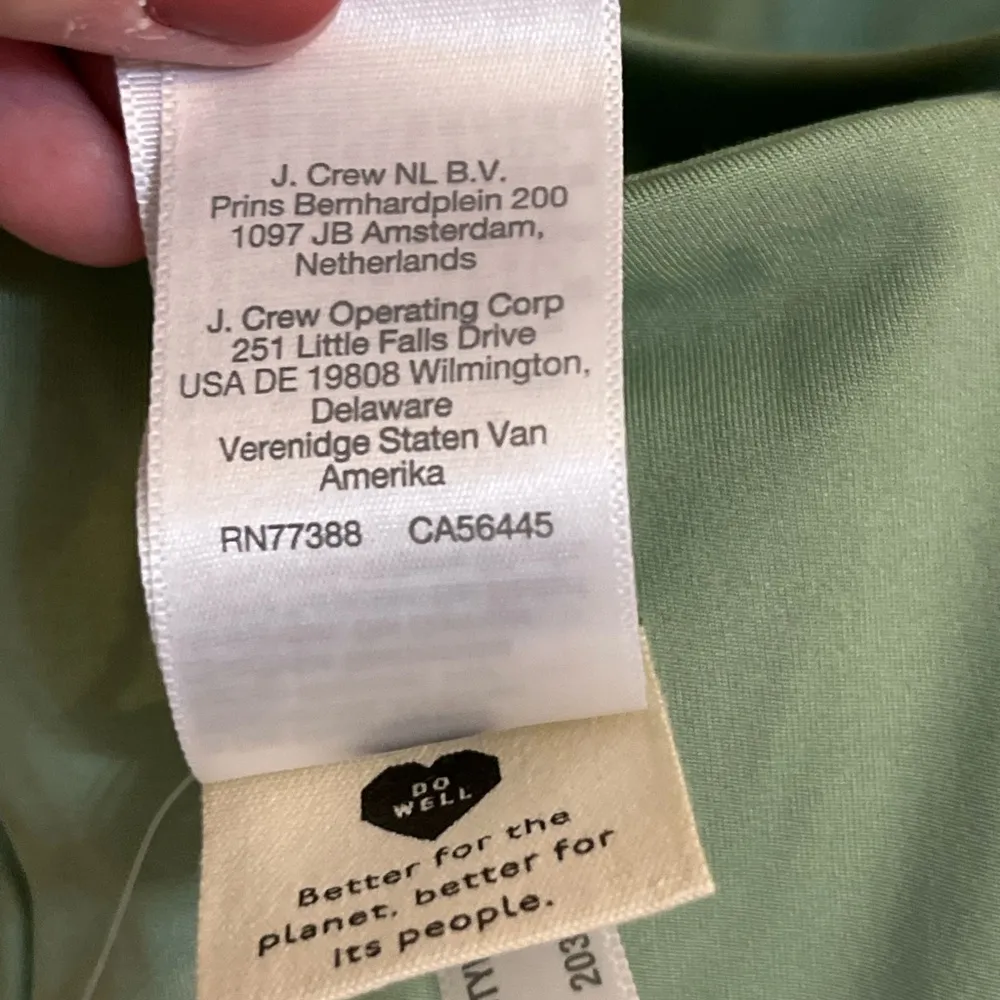 J. Crew NL B.V.
Prins Bernhardplein 200
1097 JB Amsterdam,
Netherlands
J. Crew Operating Corp
251 Little Falls Drive
USA DE 19808 Wilmington,
Delaware
Verenidge Staten Van
Amerika
RN77388 CA56445
DO
WELL
Better for the
planet, better for
its people.
203